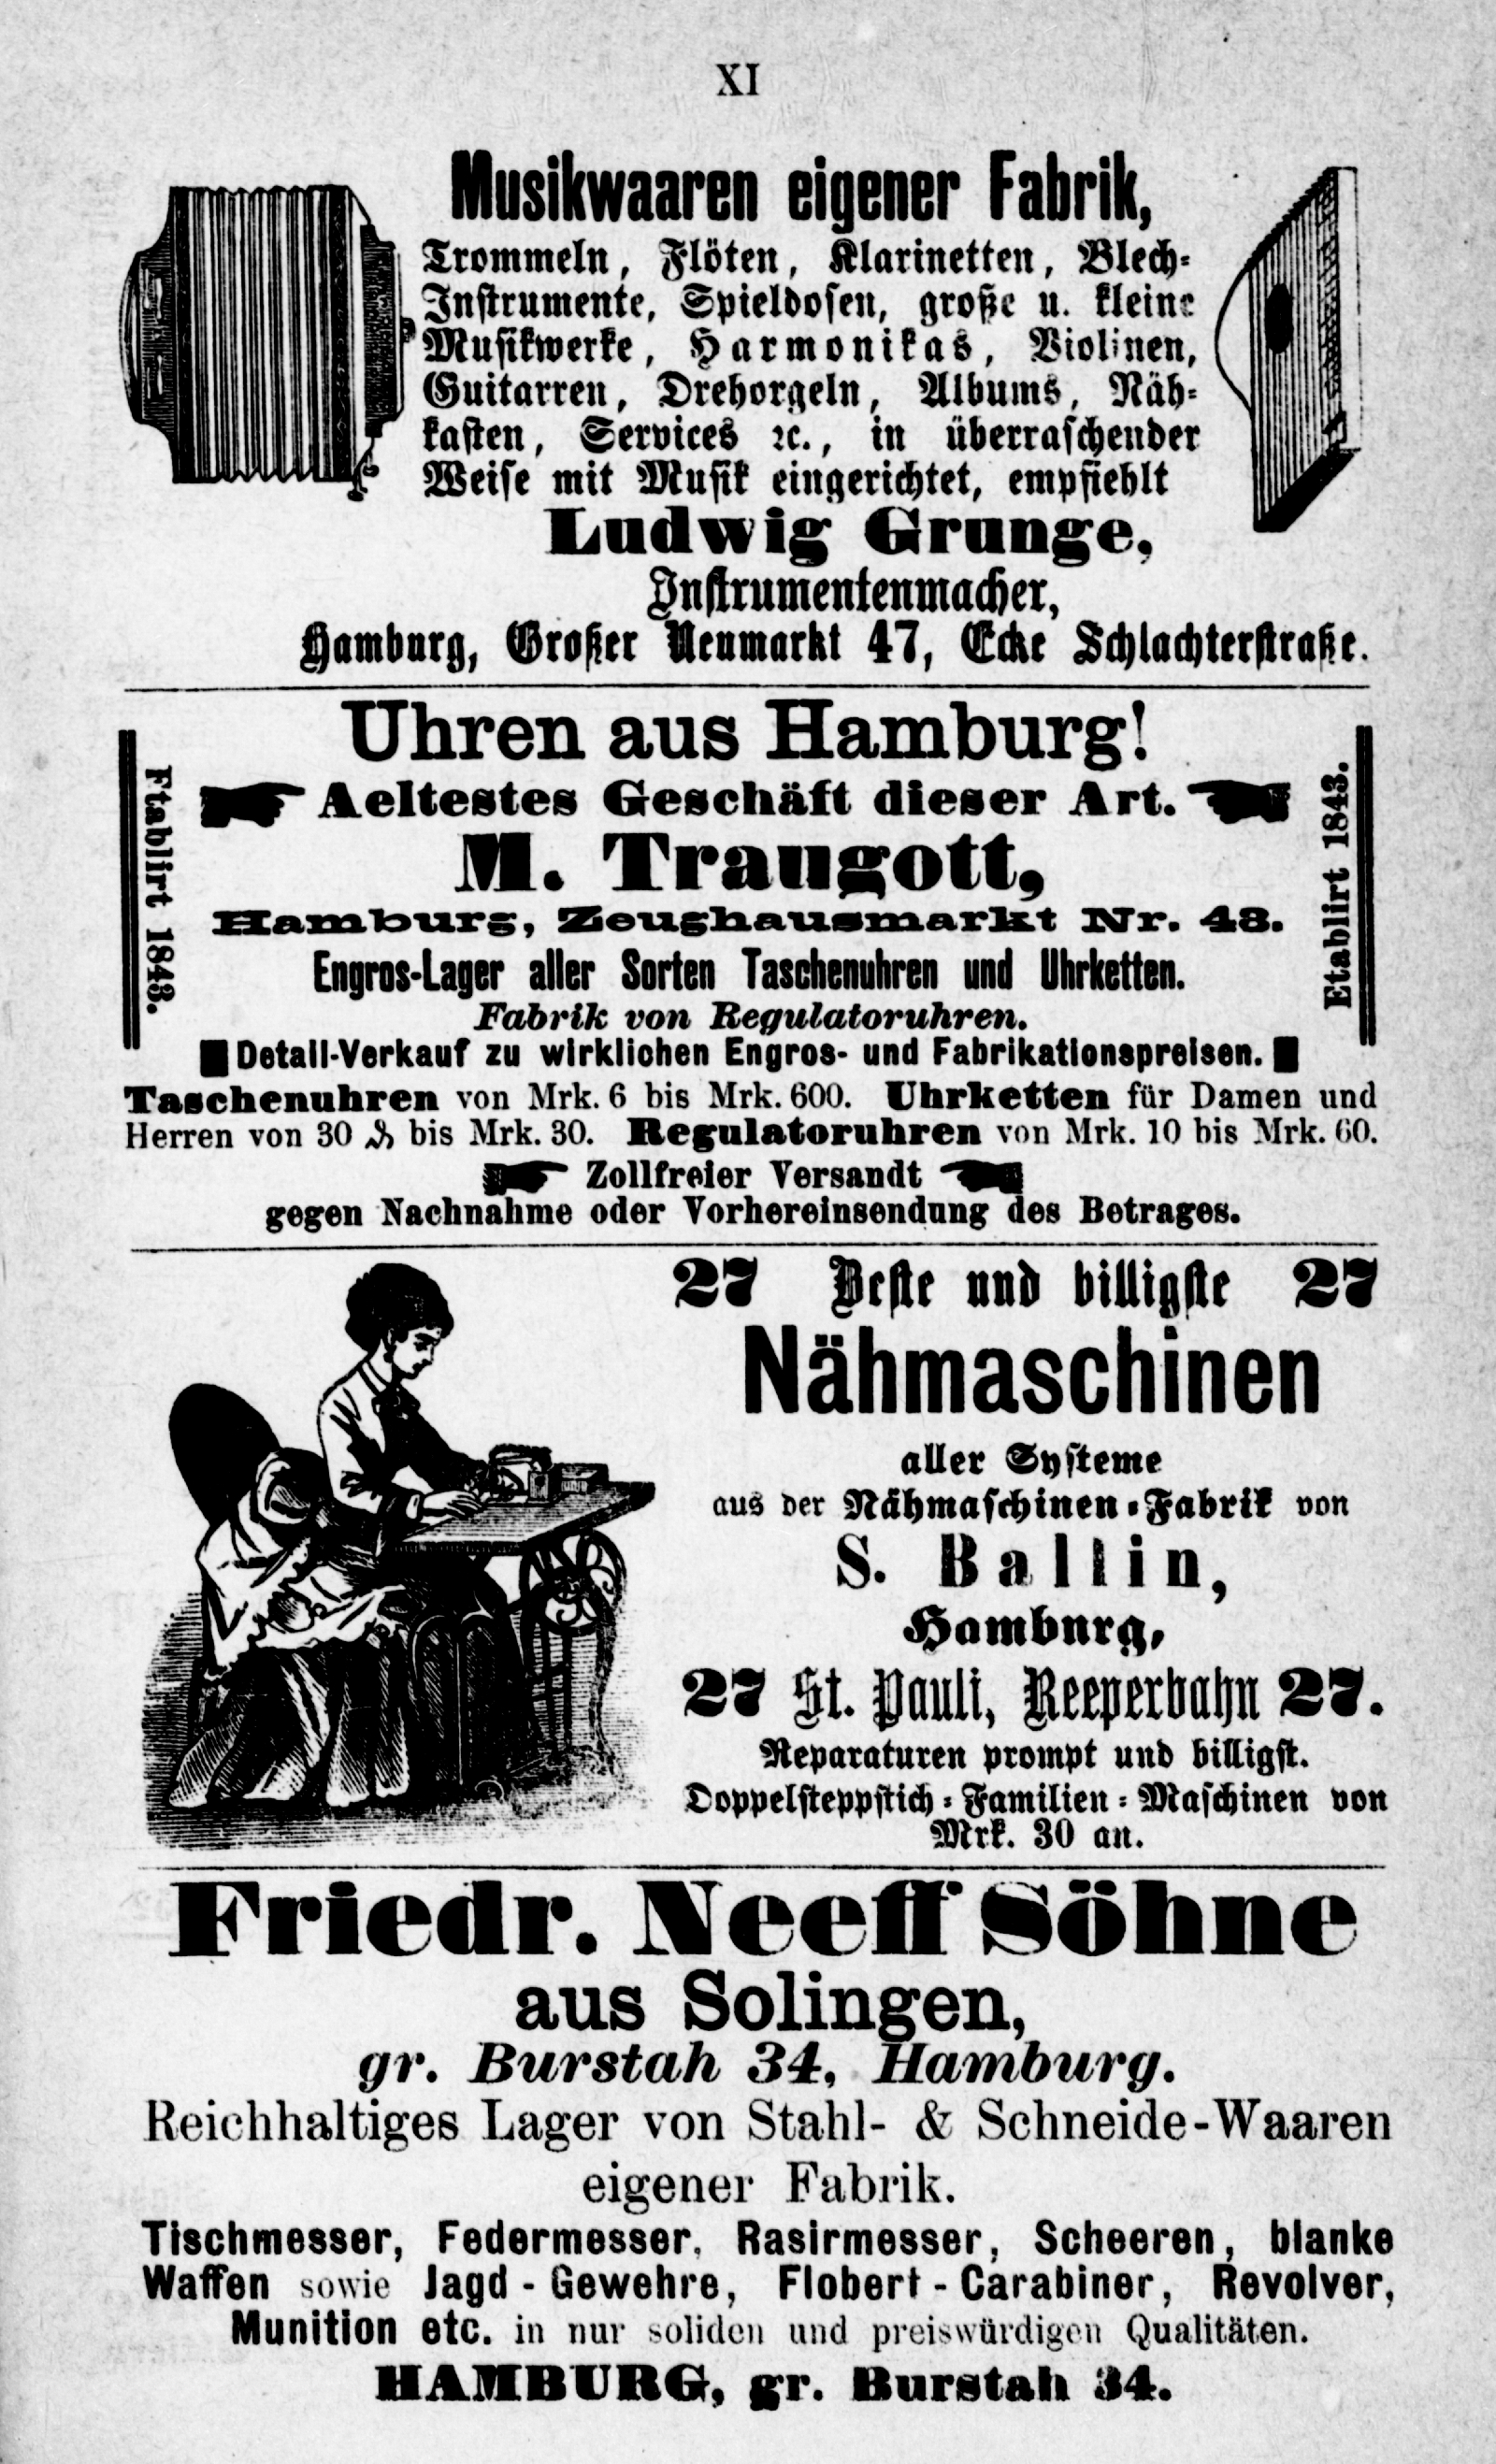 XI
Musikwaaren eigener Fabrik,
Trommeln, Flöten, Klarinetten, Blech-
Instrumente, Spieldosen, große u. kleine
Musikwerke, Harmonikas, Violinen,
Guitarren, Drehorgeln, Albums, Näh-
kasten, Services ꝛc., in überraschender
Weise mit Musik eingerichtet, empfiehlt
Ludwig Grunge,
Instrumentenmacher,
Hamburg, Großer Neumarkt 47, Ecke Schlachterstraße.
Uhren aus Hamburg!
Aeltestes Geschäft dieser Art.
M. Traugott,
Hamburg, Zeughausmarkt Nr. 43.
Engros-Lager aller Sorten Taschenuhren und Uhrketten.
Fabrik von Regulatoruhren.
Detail-Verkauf zu wirklichen Engros- und Fabrikationspreisen.
Taschenuhren von Mrk. 6 bis Mrk. 600. Uhrketten für Damen und
Herren von 30 ₰ bis Mrk. 30. Regulatoruhren von Mrk. 10 bis Mrk. 60.
Zollfreier Versandt
gegen Nachnahme oder Vorhereinsendung des Betrages.
Etablirt 1843.
Etablirt 1843.
27 Beste und billigste 27
Nähmaschinen
aller Systeme
aus der Nähmaschinen-Fabrik von
S. Ballin,
Hamburg,
27 St. Pauli, Reeperbahn 27.
Reparaturen prompt und billigst.
Doppelsteppstich-Familien-Maschinen von
Mrk. 30 an.
Friedr. Neeff Söhne
aus Solingen,
gr. Burstah 34, Hamburg.
Reichhaltiges Lager von Stahl- & Schneide-Waaren
eigener Fabrik.
Tischmesser, Federmesser, Rasirmesser, Scheeren, blanke
Waffen sowie Jagd-Gewehre, Flobert-Carabiner, Revolver,
Munition etc. in nur soliden und preiswürdigen Qualitäten.
HAMBURG, gr. Burstah 34.